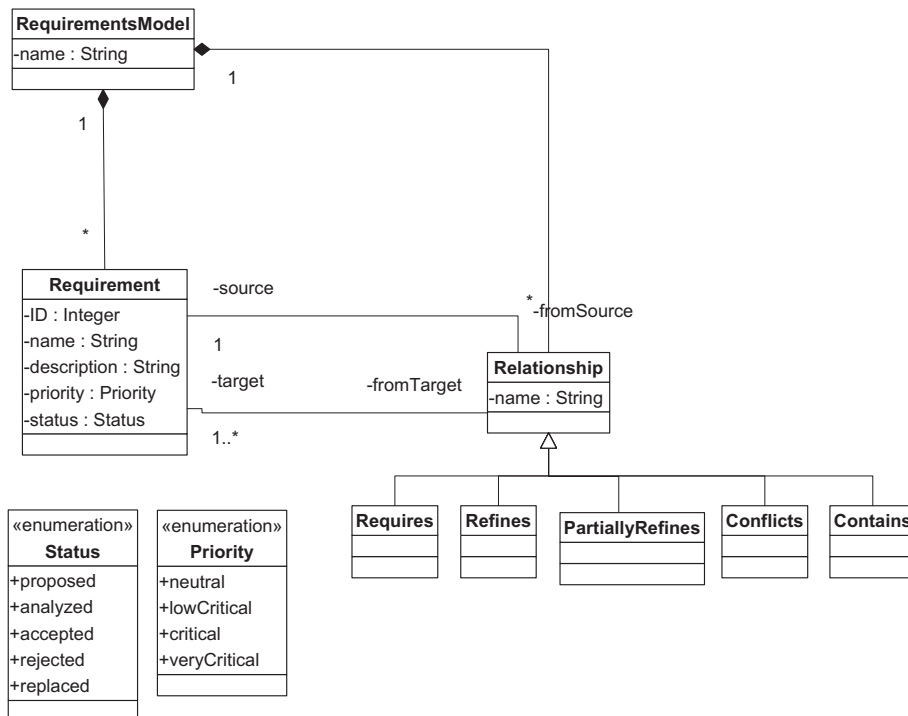 RequirementsModel
-name : String
1
1
*
Requirement
-ID : Integer
-name : String
-description : String
-priority : Priority
-status : Status
-source
1
-target
1..*
*
-fromSource
-fromTarget
Relationship
-name : String
Requires
Refines
PartiallyRefines
Conflicts
Contains
«enumeration»
Status
+proposed
+analyzed
+accepted
+rejected
+replaced
«enumeration»
Priority
+neutral
+lowCritical
+critical
+veryCritical